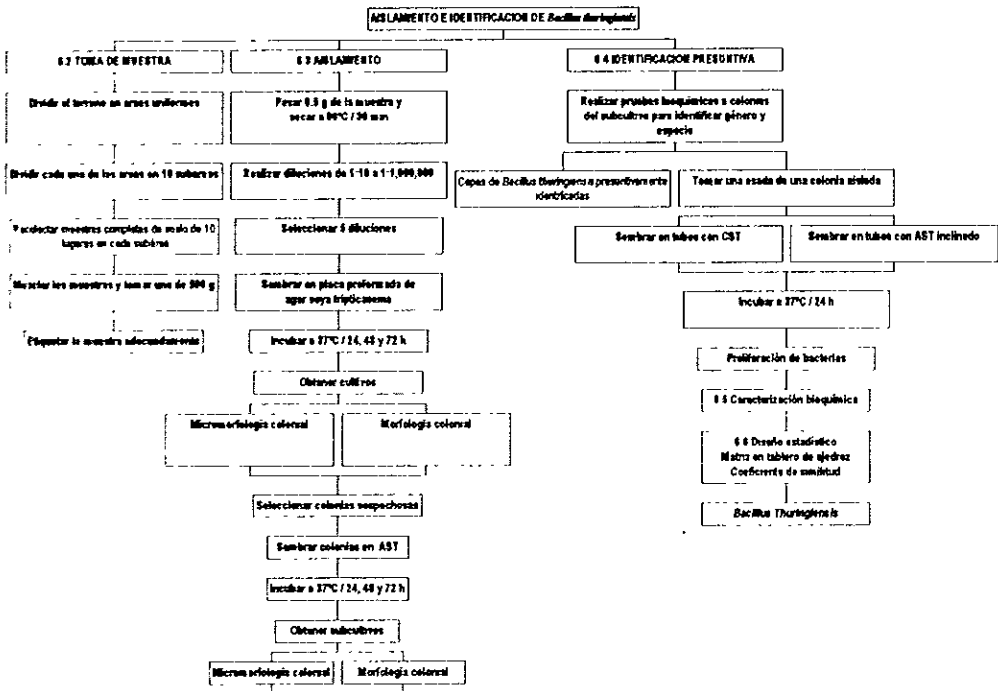 AISLAMIENTO E IDENTIFICACION DE Bacillus thuringiensis
6.2 TOMA DE MUESTRA
Dividir el terreno en areas uniformes
Dividir cada una de las areas en 10 subareas
Recolectar muestras completas de suelo de 10
lugares en cada subárea
Mezclar las muestras y tomar una de 500 g
Etiquetar la muestra adecuadamente
6.3 AISLAMIENTO
Pesar 0.5 g de la muestra y
secar a 80°C / 30 min
Realizar diluciones de 1:10 a 1:1,000,000
Seleccionar 5 diluciones
Sembrar en placa preformada de
agar soya tripticaseina
Incubar a 37°C / 24, 48 y 72 h
Obtener cultivos
Micromorfología colonial
Morfología colonial
Seleccionar colonias sospechosas
Sembrar colonias en AST
Incubar a 37°C / 24, 48 y 72 h
Obtener subcultivos
Micromorfología colonial
Morfología colonial
6.4 IDENTIFICACION PRESUNTIVA
Realizar pruebas bioquímicas a colonias
del subcultivo para identificar género y
especie
Cepas de Bacillus thuringiensis presuntivamente
identificadas
Tomar una asada de una colonia aislada
Sembrar en tubos con CST
Sembrar en tubos con AST inclinado
Incubar a 37°C / 24 h
Proliferación de bacterias
6.5 Caracterización bioquímica
6.6 Diseño estadístico
Matriz en tablero de ajedrez
Coeficiente de similitud
Bacillus Thuringiensis